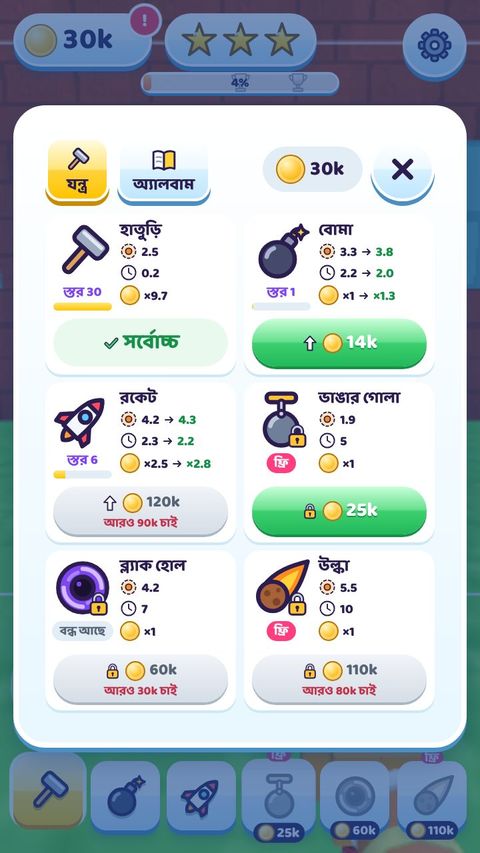 30k
!
4%
যন্ত্র
অ্যালবাম
30k
হাতুড়ি
2.5
0.2
স্তর 30
×9.7
সর্বোচ্চ
বোমা
3.3 → 3.8
2.2 → 2.0
স্তর 1
×1 → ×1.3
14k
রকেট
4.2 → 4.3
2.3 → 2.2
স্তর 6
×2.5 → ×2.8
120k
আরও 90k চাই
ভাঙার গোলা
1.9
5
ফ্রি
×1
25k
ব্ল্যাক হোল
4.2
7
বন্ধ আছে
×1
60k
আরও 30k চাই
উল্কা
5.5
10
ফ্রি
×1
110k
আরও 80k চাই
ফ্রি
ফ্রি
25k
60k
110k